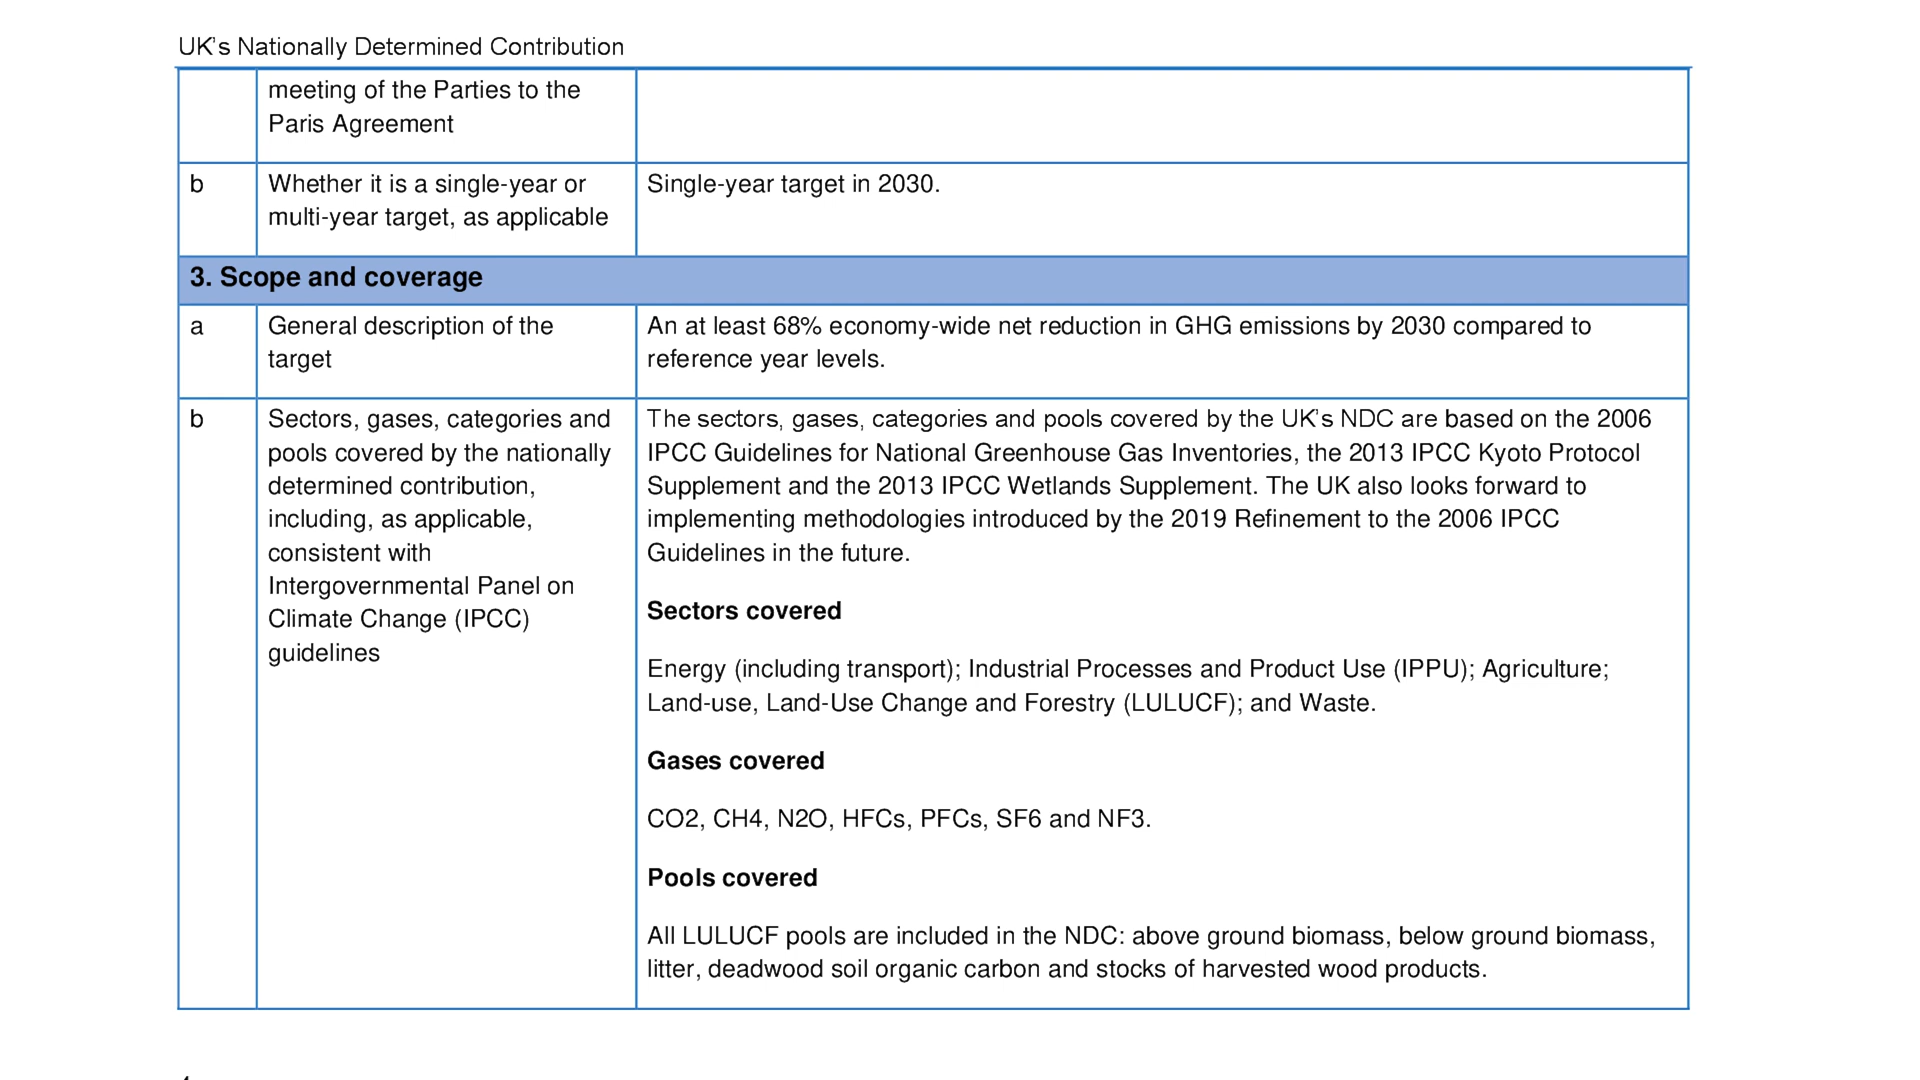 UK's Nationally Determined Contribution
meeting of the Parties to the
Paris Agreement
b
Whether it is a single-year or
multi-year target, as applicable
Single-year target in 2030.
3. Scope and coverage
a
General description of the
target
An at least 68% economy-wide net reduction in GHG emissions by 2030 compared to
reference year levels.
b
Sectors, gases, categories and
pools covered by the nationally
determined contribution,
including, as applicable,
consistent with
Intergovernmental Panel on
Climate Change (IPCC)
guidelines
The sectors, gases, categories and pools covered by the UK's NDC are based on the 2006
IPCC Guidelines for National Greenhouse Gas Inventories, the 2013 IPCC Kyoto Protocol
Supplement and the 2013 IPCC Wetlands Supplement. The UK also looks forward to
implementing methodologies introduced by the 2019 Refinement to the 2006 IPCC
Guidelines in the future.
Sectors covered
Energy (including transport); Industrial Processes and Product Use (IPPU); Agriculture;
Land-use, Land-Use Change and Forestry (LULUCF); and Waste.
Gases covered
CO2, CH4, N2O, HFCs, PFCs, SF6 and NF3.
Pools covered
All LULUCF pools are included in the NDC: above ground biomass, below ground biomass,
litter, deadwood soil organic carbon and stocks of harvested wood products.